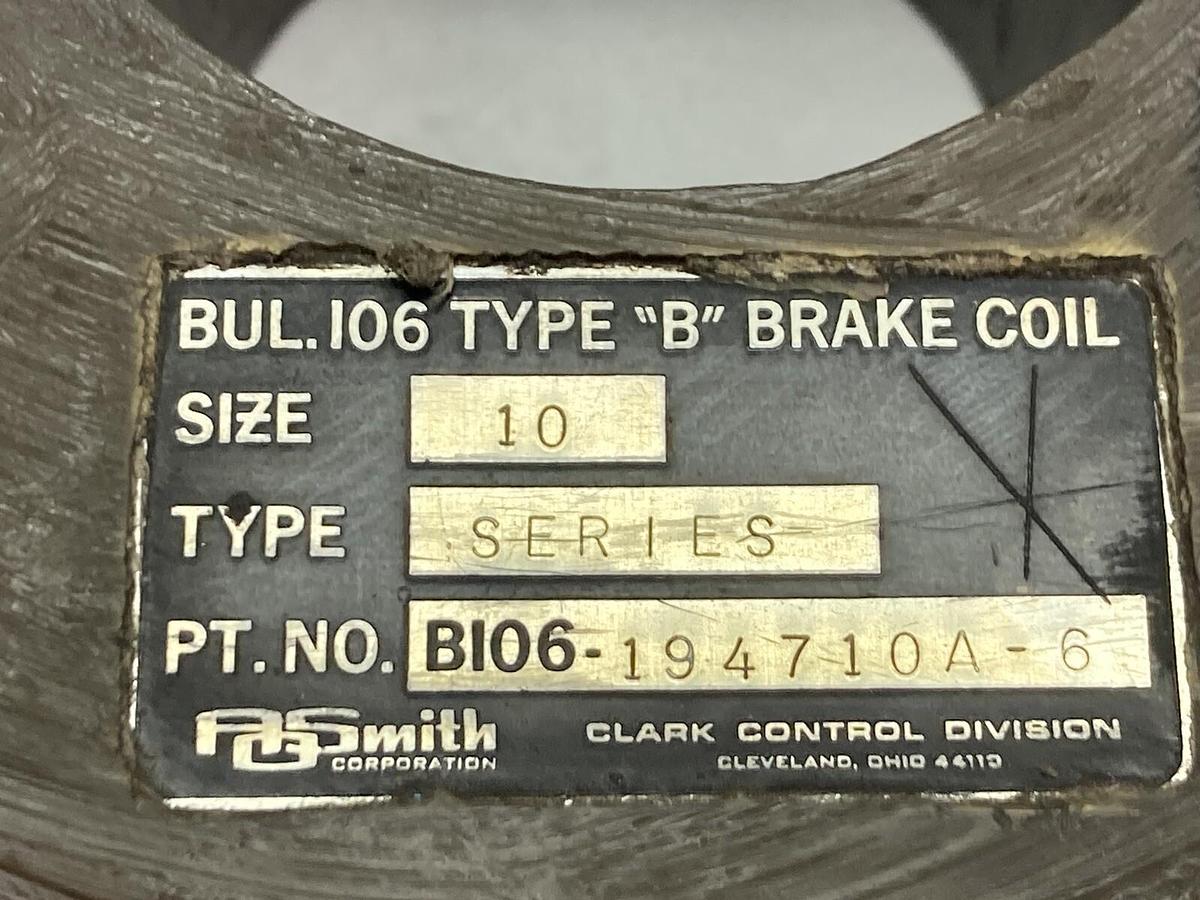 BUL. 106 TYPE "B" BRAKE COIL
SIZE 10
TYPE SERIES
PT. NO. B106-194710A-6
AOSmith CLARK CONTROL DIVISION
CORPORATION CLEVELAND, OHIO 44113